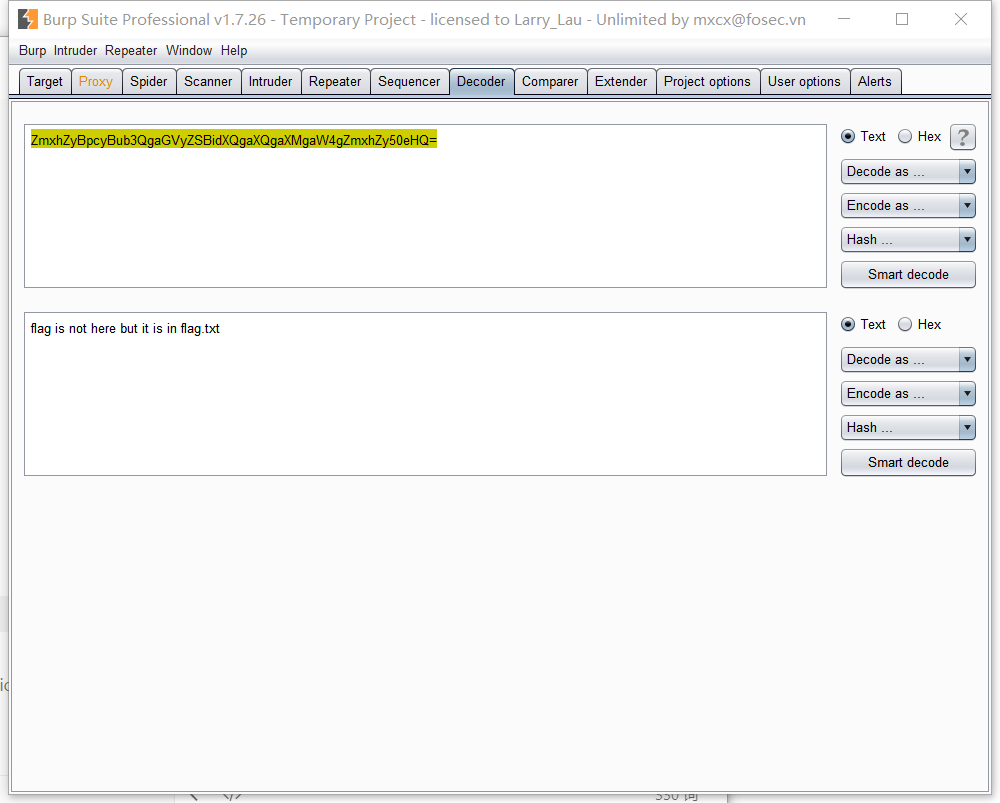 Burp Suite Professional v1.7.26 - Temporary Project - licensed to Larry_Lau - Unlimited by mxcx@fosec.vn
Burp Intruder Repeater Window Help
Target Proxy Spider Scanner Intruder Repeater Sequencer Decoder Comparer Extender Project options User options Alerts
ZmxhZyBpcyBub3QgaGVyZSBidXQgaXQgaXMgaW4gZmxhZy50eHQ=
Text Hex ?
Decode as ...
Encode as ...
Hash ...
Smart decode
flag is not here but it is in flag.txt
Text Hex
Decode as ...
Encode as ...
Hash ...
Smart decode